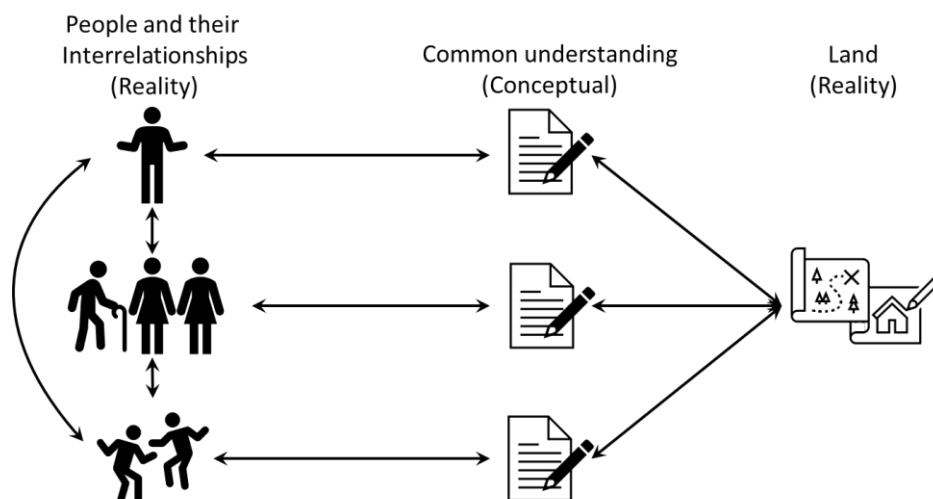 People and their
Interrelationships
(Reality)
Common understanding
(Conceptual)
Land
(Reality)